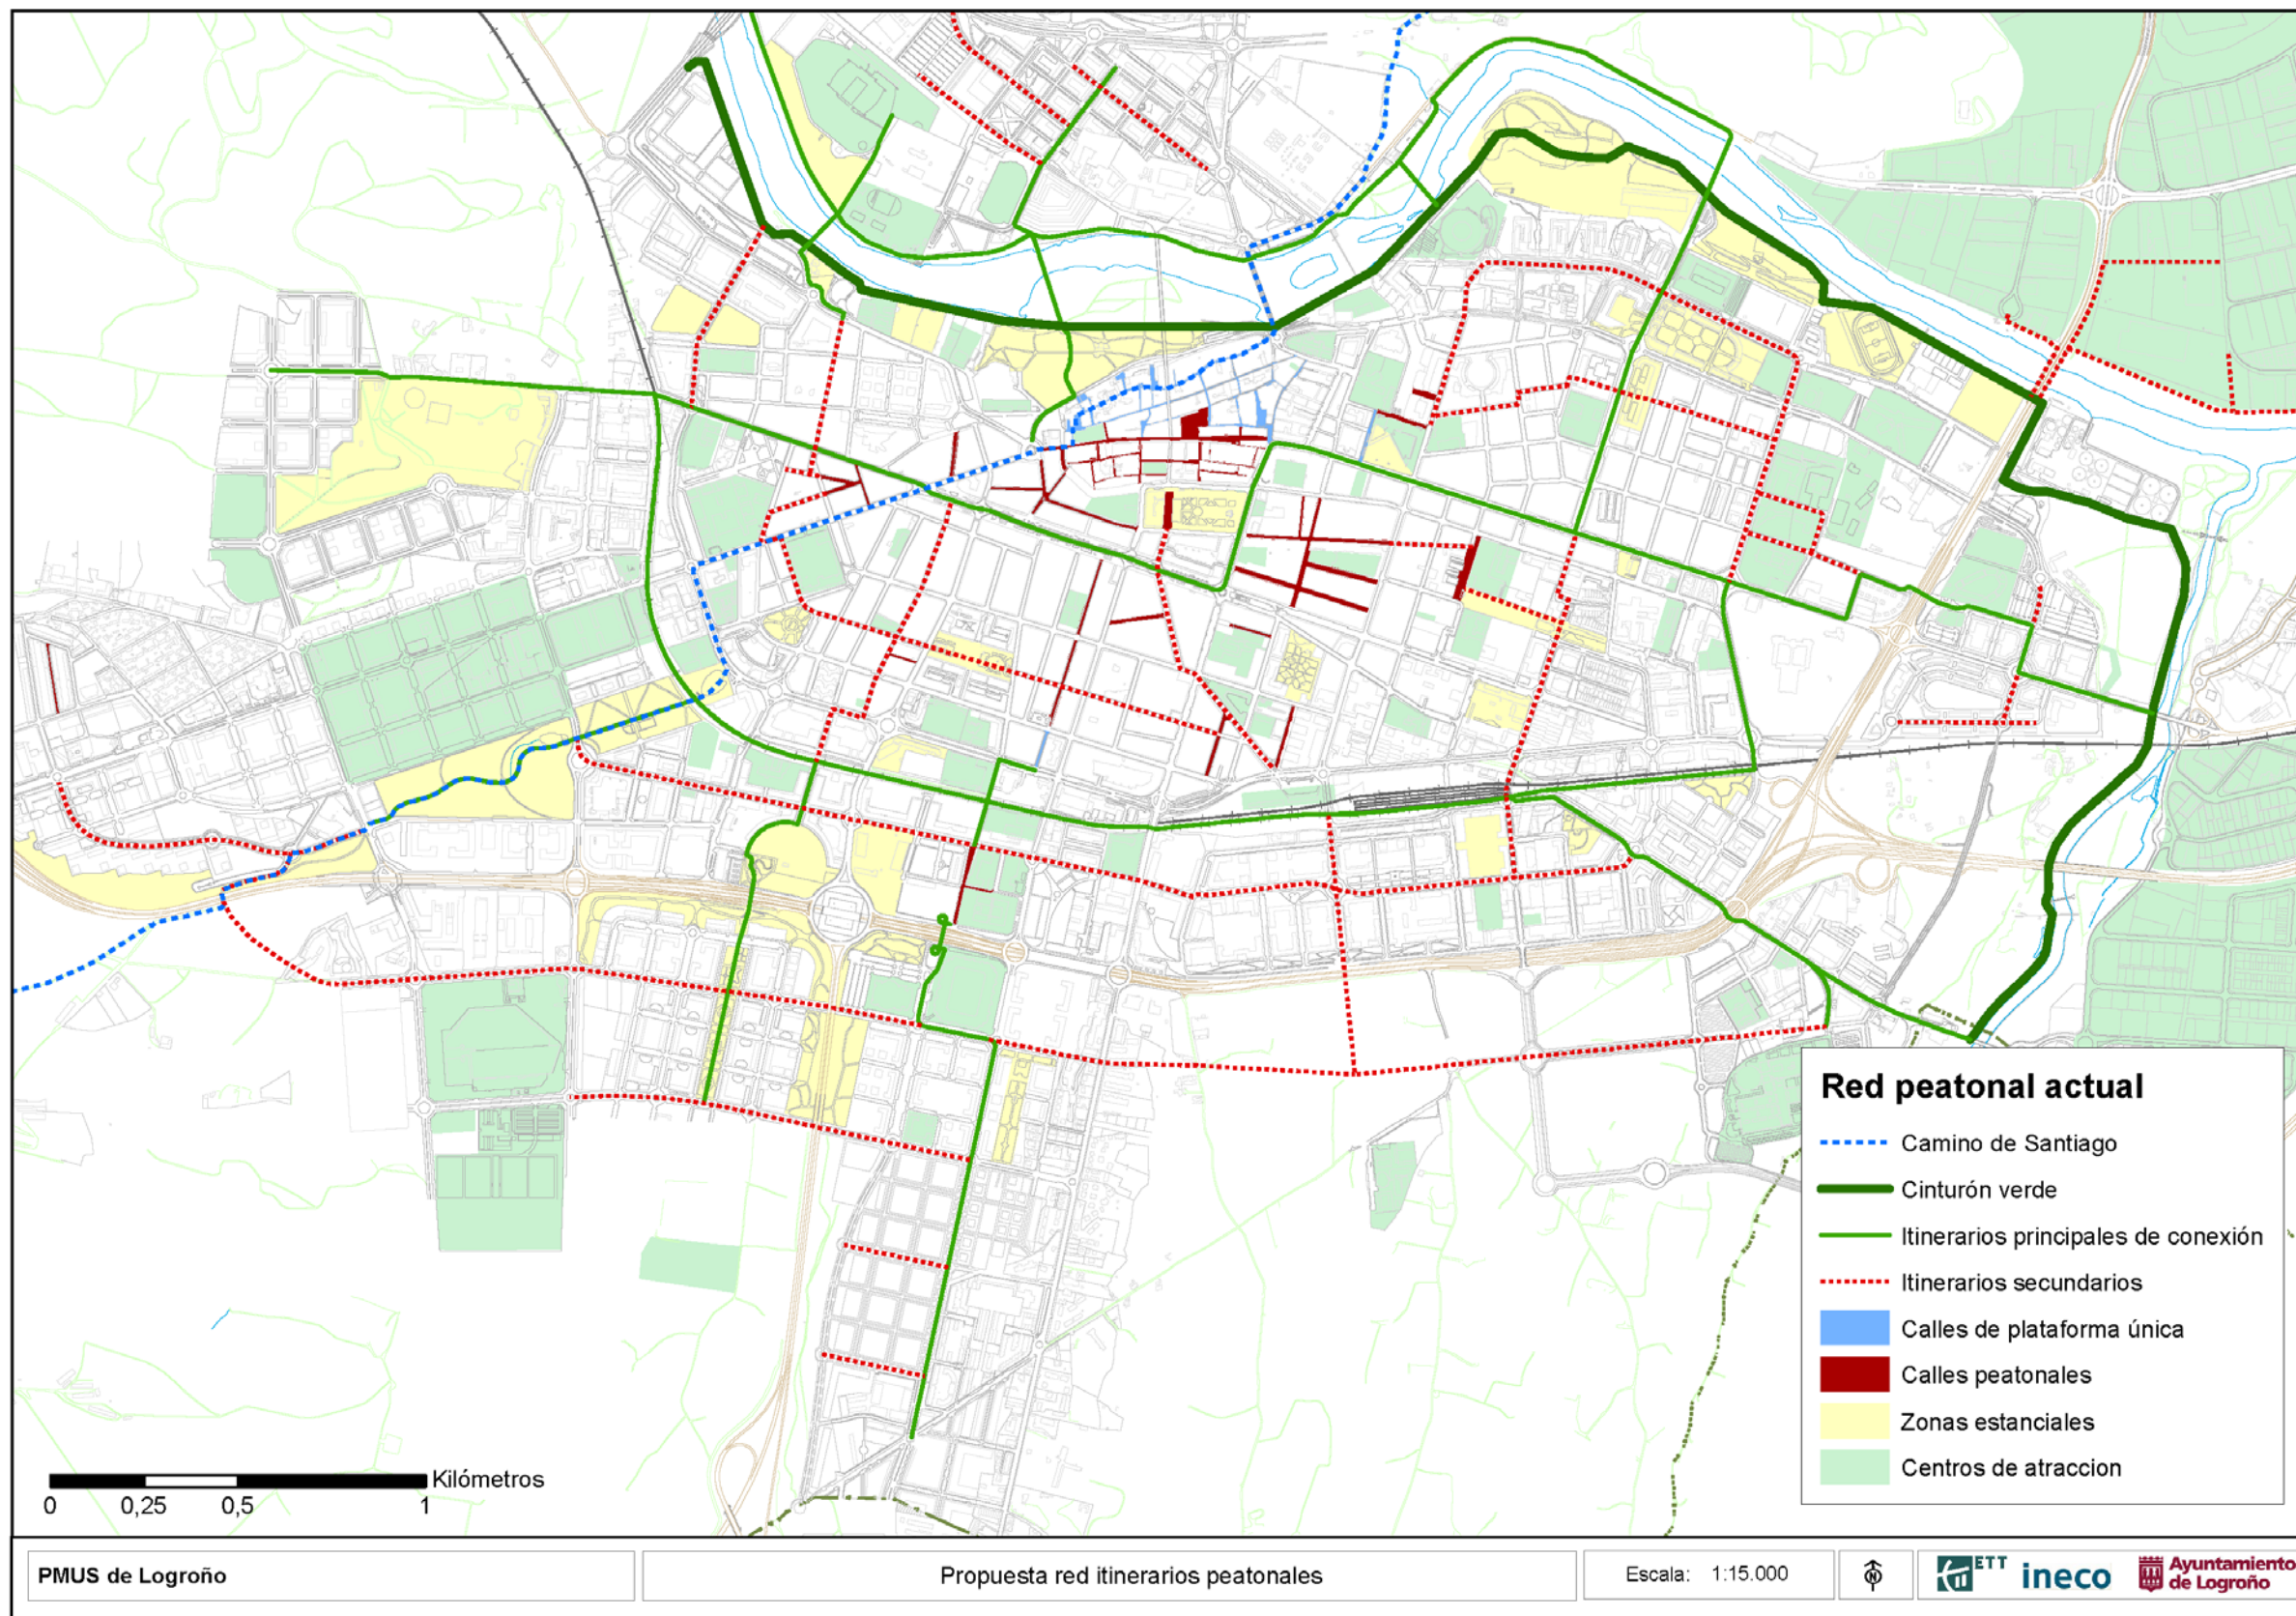 Red peatonal actual
Camino de Santiago
Cinturón verde
Itinerarios principales de conexión
Itinerarios secundarios
Calles de plataforma única
Calles peatonales
Zonas estanciales
Centros de atraccion
Kilómetros
0 0,25 0,5 1
PMUS de Logroño
Propuesta red itinerarios peatonales
Escala: 1:15.000
N
ETT
ineco
Ayuntamiento
de Logroño